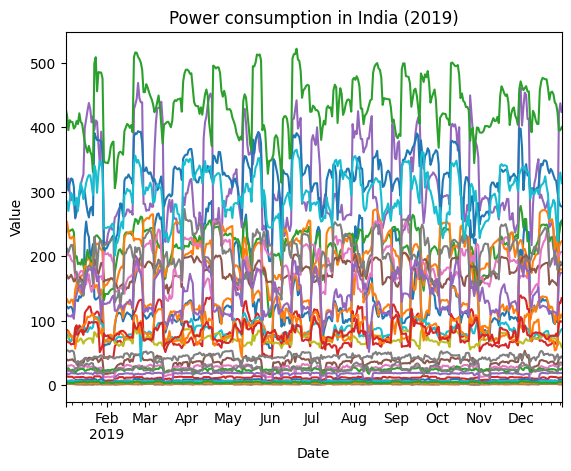 Power consumption in India (2019)
500
400
300
200
100
0
Value
Feb Mar Apr May Jun Jul Aug Sep Oct Nov Dec
2019
Date